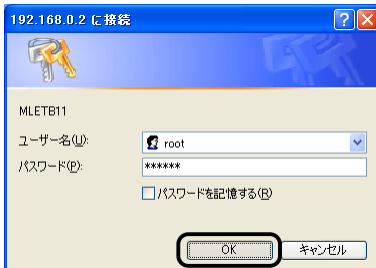 192.168.0.2 に接続
MLETB11
ユーザー名(U):
root
パスワード(P):
******
パスワードを記憶する(R)
OK
キャンセル